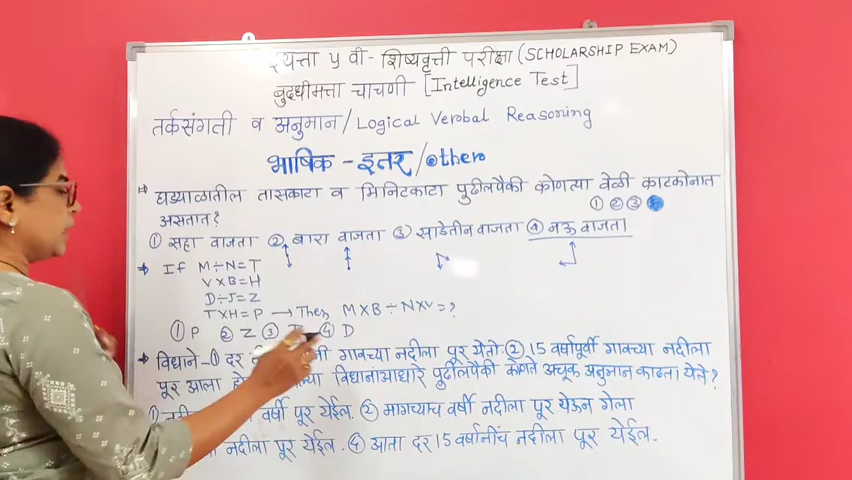 इयत्ता ५ वी - शिष्यवृत्ती परीक्षा (SCHOLARSHIP EXAM)
बुद्धीमत्ता चाचणी [Intelligence Test]
तर्कसंगती व अनुमान/Logical Verbal Reasoning
भाषिक - इतर/others
⇒ घड्याळातील तासकाटा व मिनिटकाटा पुढीलपैकी कोणत्या वेळी काटकोनात
असतात?
① ② ③ ④
① सहा वाजता ② बारा वाजता ③ साडेतीन वाजता ④ नऊ वाजता
→ If M÷N=T
V×B=H
D÷J=Z
T×H=P → Then M×B÷N×V=?
① P ② Z ③ ④ D
→ विधाने - ① दर गावच्या नदीला पूर येतो. ② 15 वर्षांपूर्वी गावच्या नदीला
पूर आला विधानांआधारे पुढीलपैकी कोणते अचूक अनुमान काढता येते?
वर्षी पूर येईल. ② मागच्याच वर्षी नदीला पूर येऊन गेला
नदीला पूर येईल. ④ आता दर 15 वर्षांनीच नदीला पूर येईल.